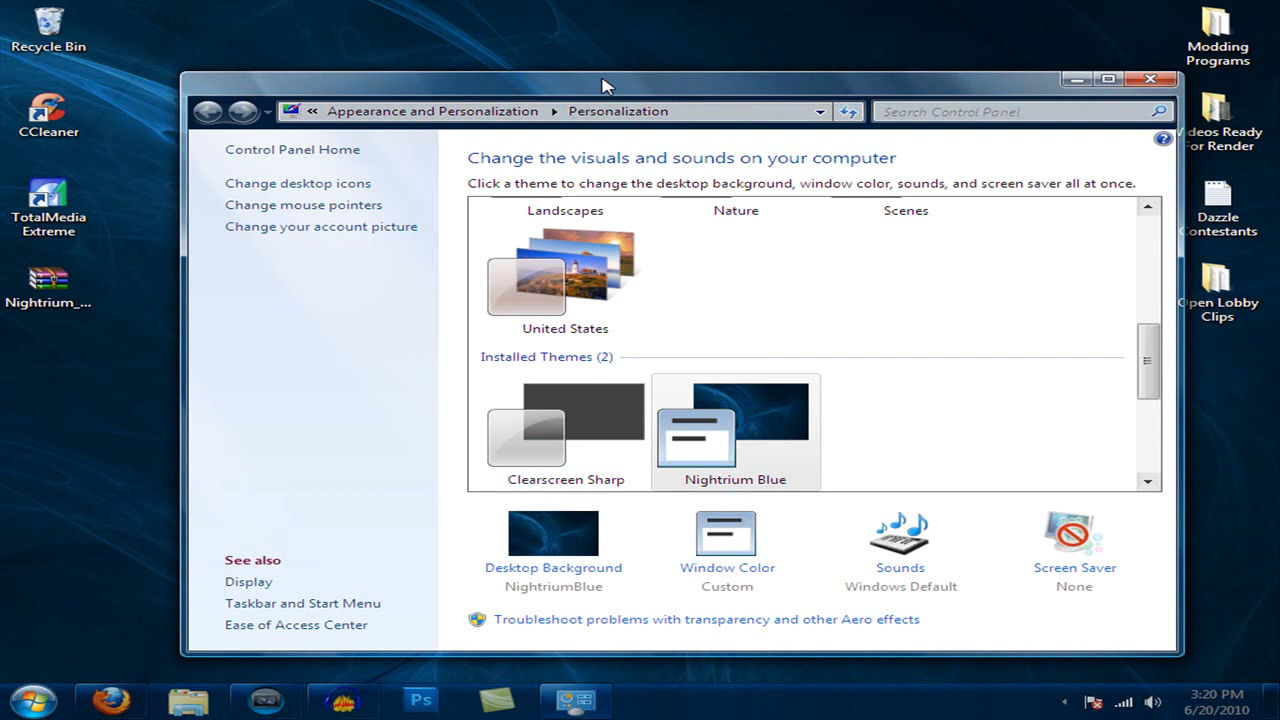 Recycle Bin
CCleaner
TotalMedia
Extreme
Nightrium_...
Modding
Programs
Videos Ready
For Render
Dazzle
Contestants
Open Lobby
Clips
« Appearance and Personalization Personalization
Search Control Panel
Control Panel Home
Change desktop icons
Change mouse pointers
Change your account picture
See also
Display
Taskbar and Start Menu
Ease of Access Center
Change the visuals and sounds on your computer
Click a theme to change the desktop background, window color, sounds, and screen saver all at once.
Landscapes Nature Scenes
United States
Installed Themes (2)
Clearscreen Sharp Nightrium Blue
Desktop Background Window Color Sounds Screen Saver
NightriumBlue Custom Windows Default None
Troubleshoot problems with transparency and other Aero effects
Ps
3:20 PM
6/20/2010